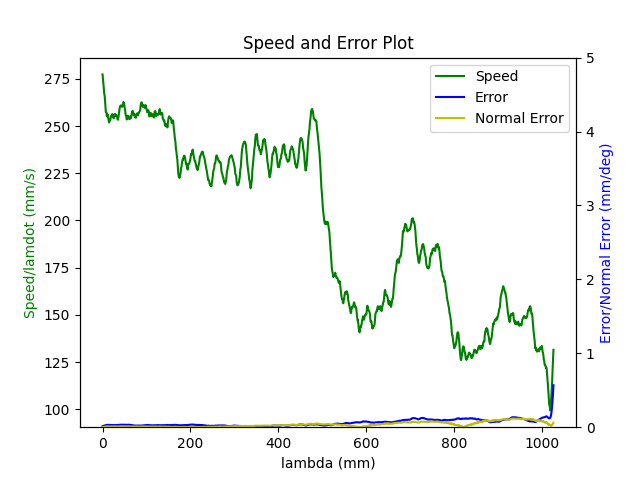 Speed and Error Plot
Speed/lamdot (mm/s)
275
250
225
200
175
150
125
100
0
200
400
600
800
1000
lambda (mm)
5
4
3
2
1
0
Error/Normal Error (mm/deg)
Speed
Error
Normal Error